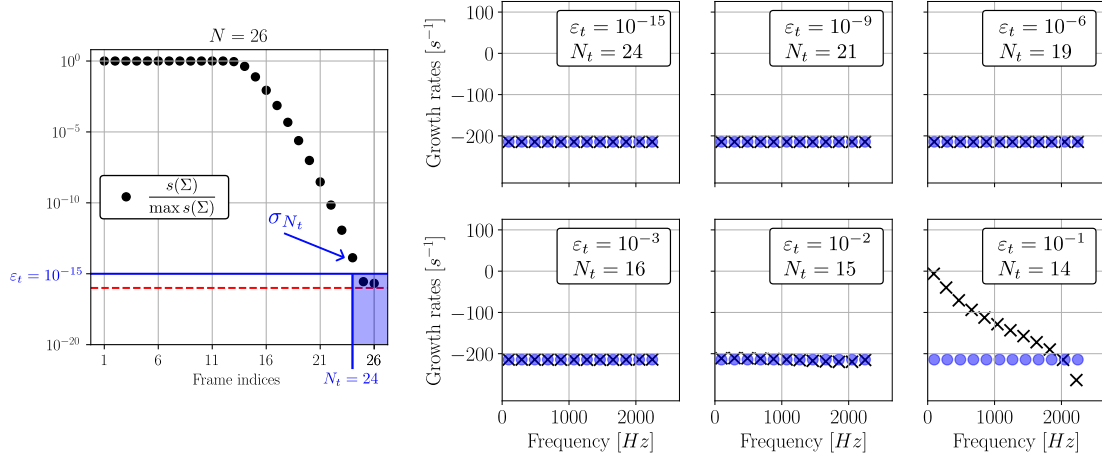 N = 26
10⁰
10⁻⁵
10⁻¹⁰
10⁻¹⁵
10⁻²⁰
s(Σ)
max s(Σ)
σ_{N_t}
ε_t = 10⁻¹⁵
1 6 11 16 21 26
Frame indices
N_t = 24
Growth rates [s⁻¹]
100
0
−100
−200
ε_t = 10⁻¹⁵
N_t = 24
ε_t = 10⁻⁹
N_t = 21
ε_t = 10⁻⁶
N_t = 19
Growth rates [s⁻¹]
100
0
−100
−200
ε_t = 10⁻³
N_t = 16
ε_t = 10⁻²
N_t = 15
ε_t = 10⁻¹
N_t = 14
0 1000 2000
0 1000 2000
0 1000 2000
Frequency [Hz]
Frequency [Hz]
Frequency [Hz]